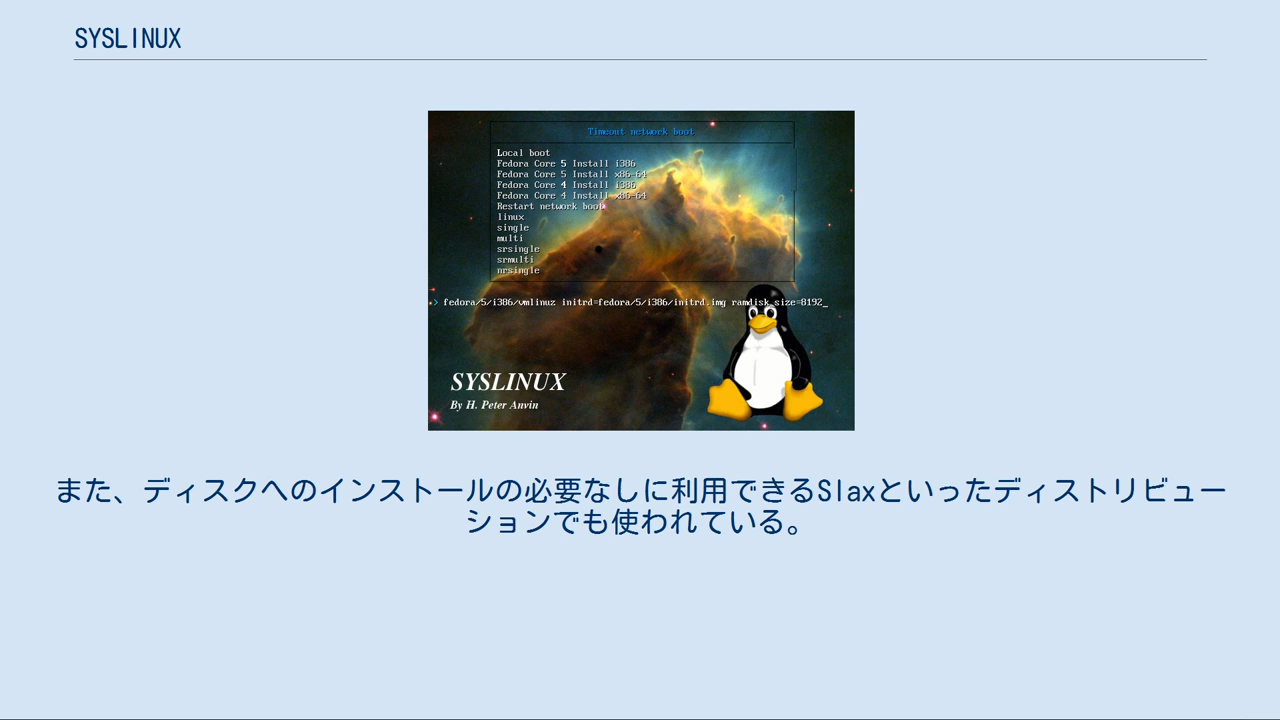 SYSLINUX
Timeout network boot
Local boot
Fedora Core 5 Install i386
Fedora Core 5 Install x86-64
Fedora Core 4 Install i386
Fedora Core 4 Install x86-64
Restart network boot
linux
single
multi
srsingle
srmulti
nrsingle
> fedora/5/i386/vmlinuz initrd=fedora/5/i386/initrd.img ramdisk_size=8192_
SYSLINUX
By H. Peter Anvin
また、ディスクへのインストールの必要なしに利用できるSlaxといったディストリビュー
ションでも使われている。